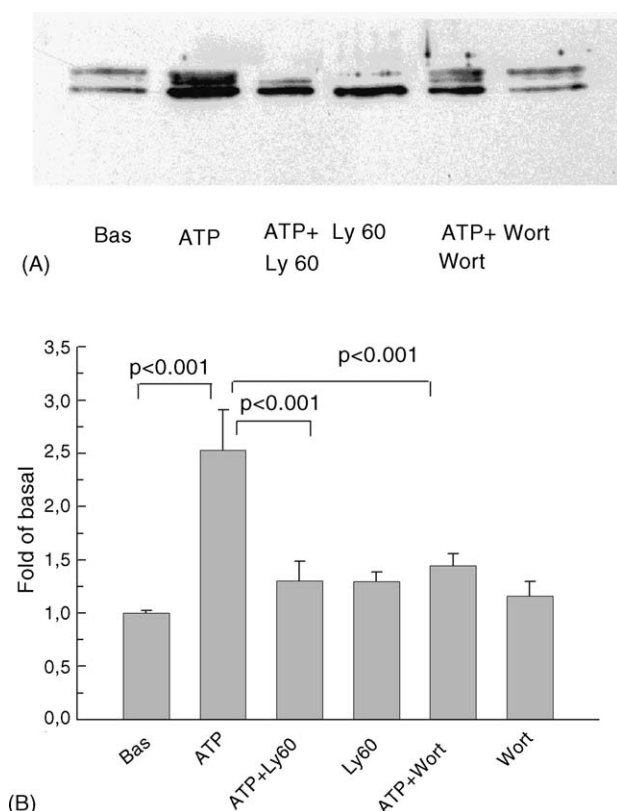 Bas ATP ATP+ Ly 60 ATP+ Wort
Ly 60 Wort
(A)
3,5
3,0
2,5
2,0
1,5
1,0
0,5
0,0
Fold of basal
p<0.001
p<0.001
p<0.001
Bas
ATP
ATP+Ly60
Ly60
ATP+Wort
Wort
(B)